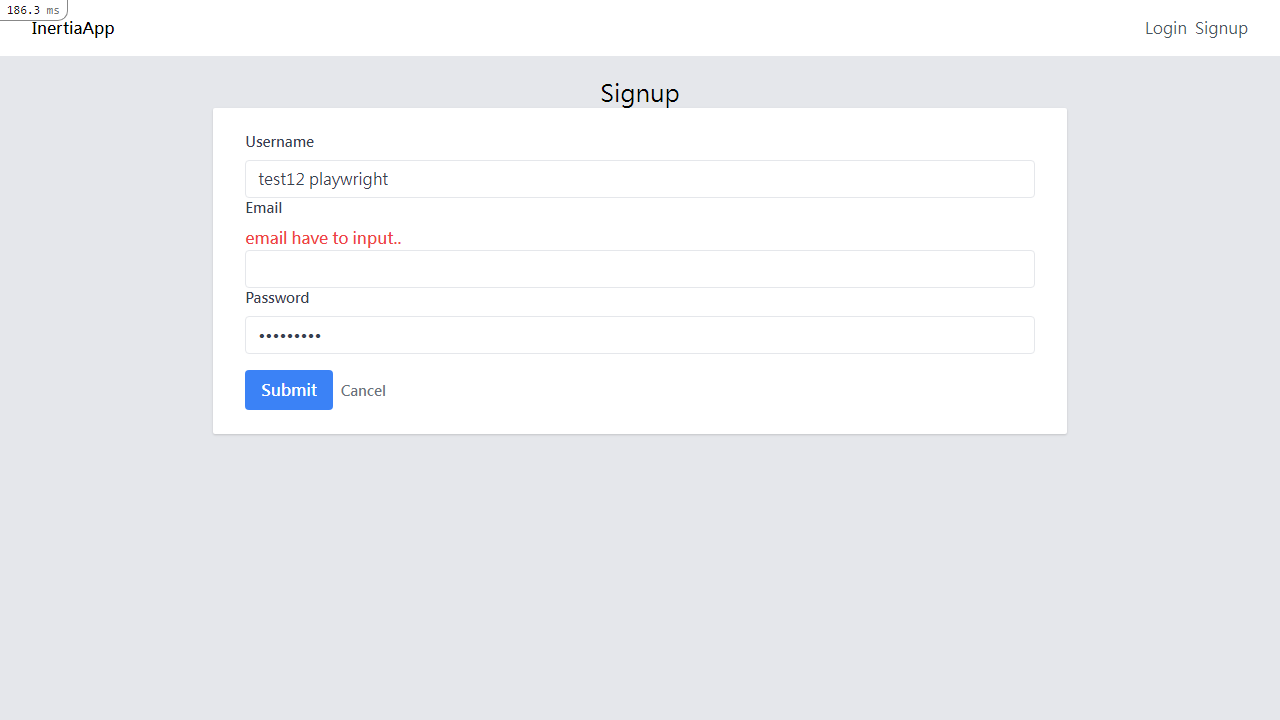 186.3 ms
InertiaApp
Login Signup
Signup
Username
test12 playwright
Email
email have to input..
Password
•••••••••
Submit Cancel